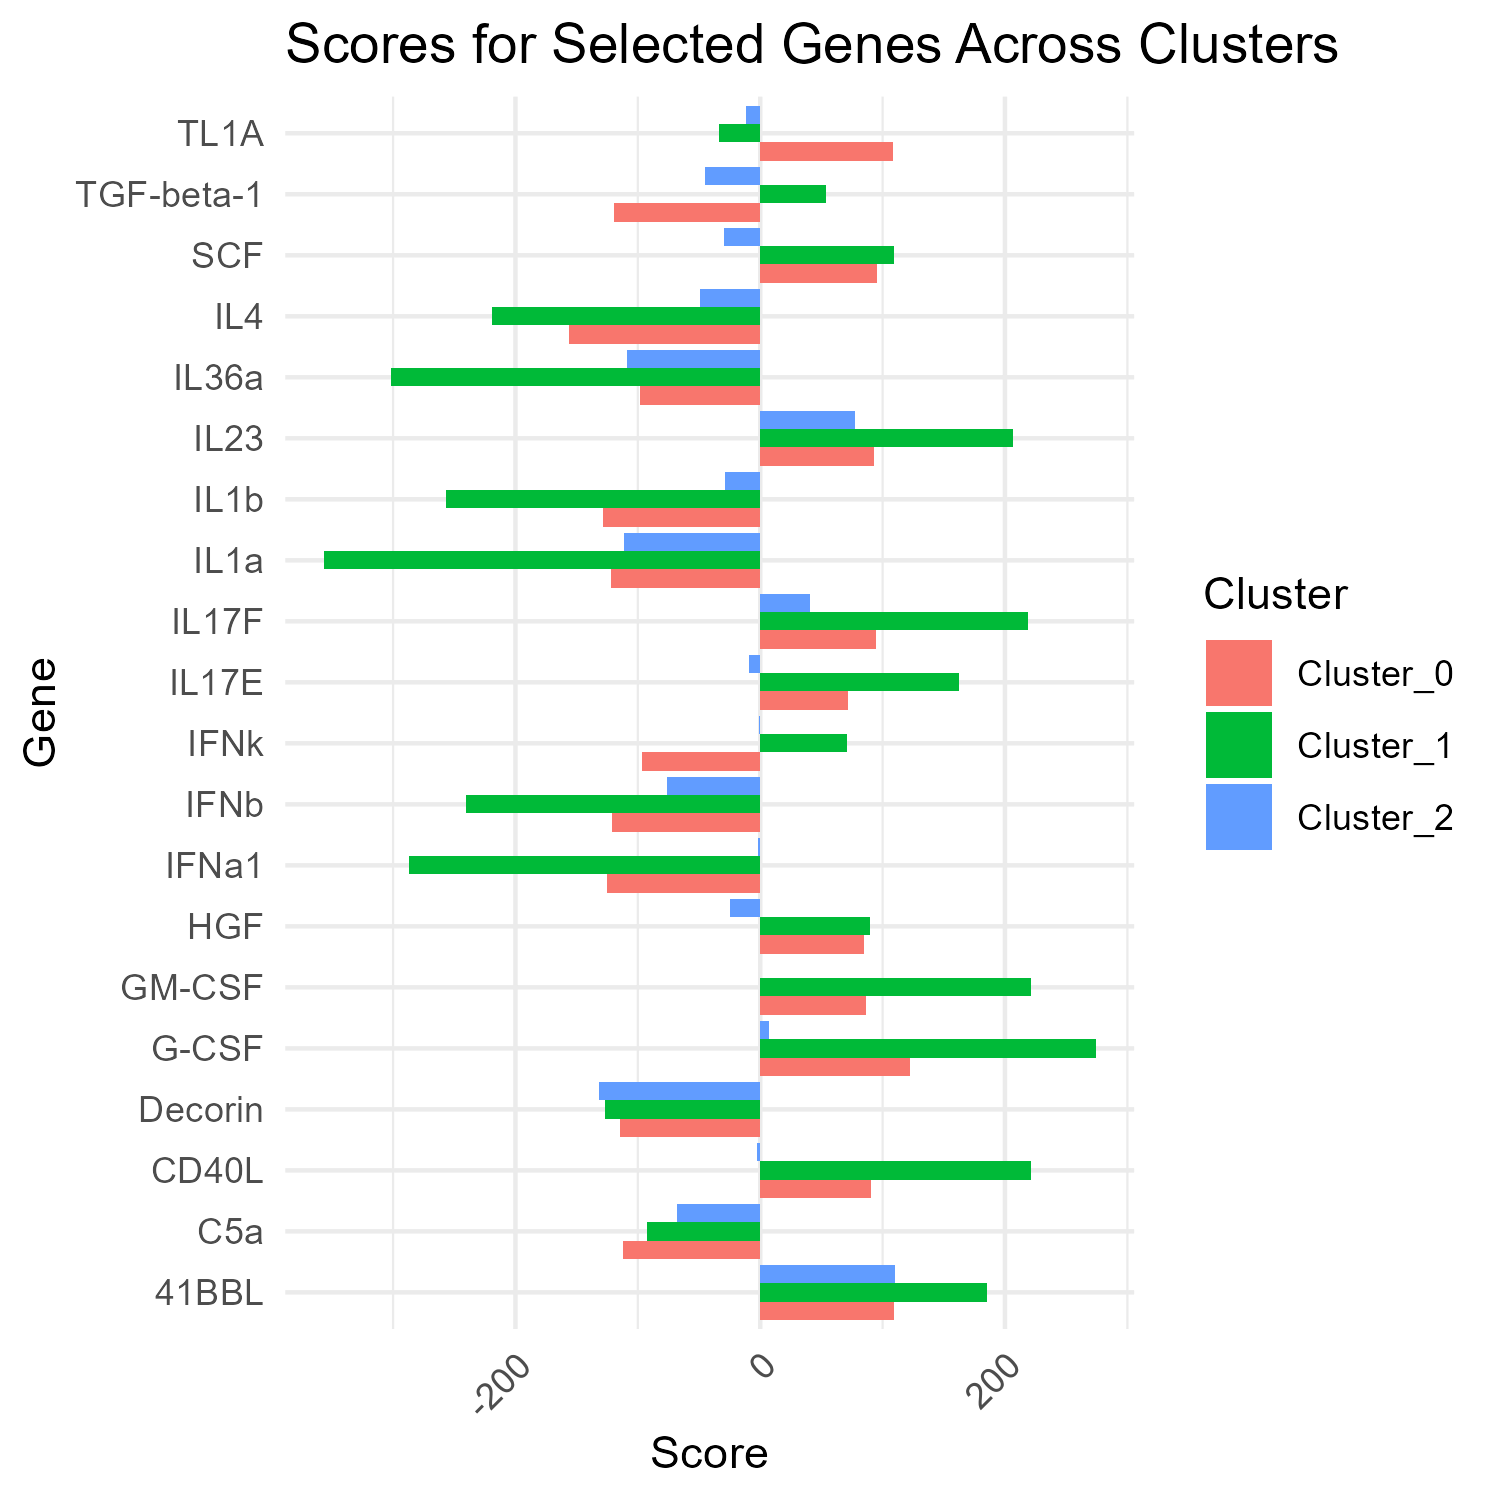 Scores for Selected Genes Across Clusters
TL1A
TGF-beta-1
SCF
IL4
IL36a
IL23
IL1b
IL1a
IL17F
IL17E
IFNk
IFNb
IFNa1
HGF
GM-CSF
G-CSF
Decorin
CD40L
C5a
41BBL
Gene
-200
0
200
Score
Cluster
Cluster_0
Cluster_1
Cluster_2